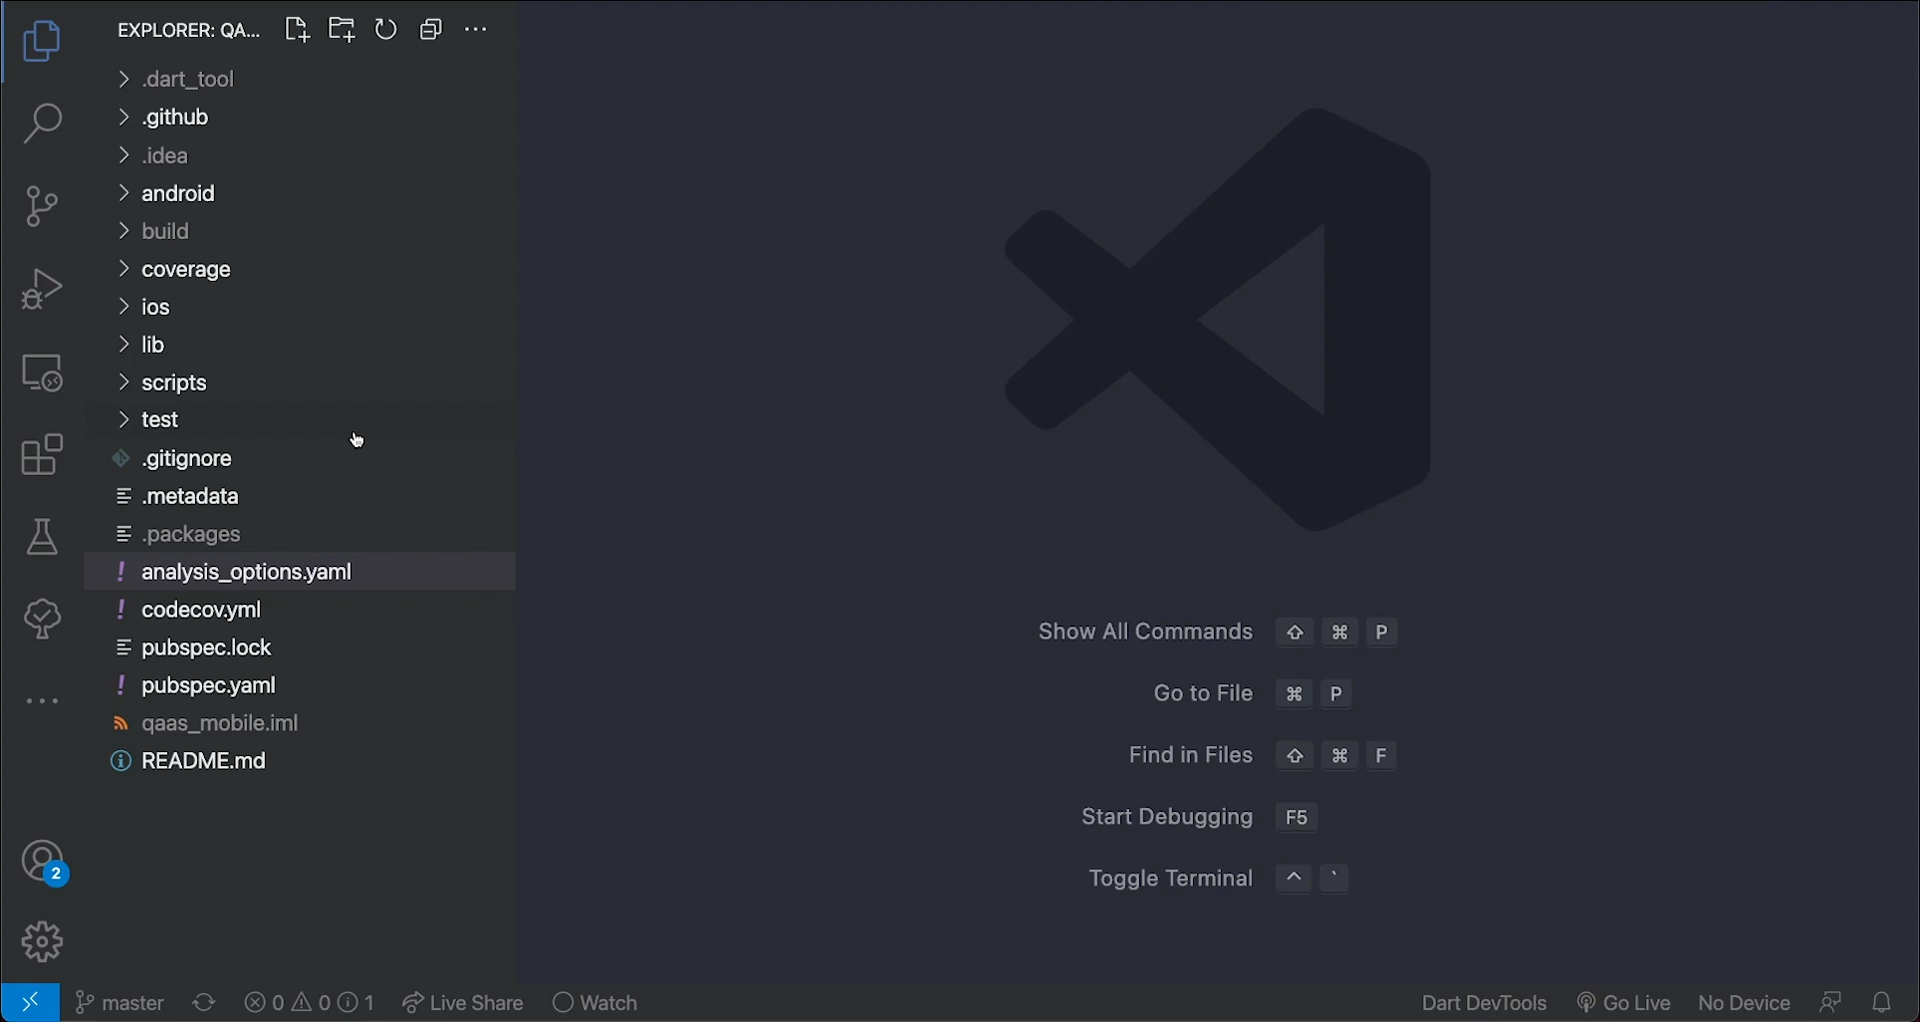 EXPLORER: QA...
.dart_tool
.github
.idea
android
build
coverage
ios
lib
scripts
test
.gitignore
.metadata
.packages
! analysis_options.yaml
! codecov.yml
pubspec.lock
! pubspec.yaml
qaas_mobile.iml
README.md
2
Show All Commands ⇧ ⌘ P
Go to File ⌘ P
Find in Files ⇧ ⌘ F
Start Debugging F5
Toggle Terminal ^ `
master 0 0 1 Live Share Watch Dart DevTools Go Live No Device